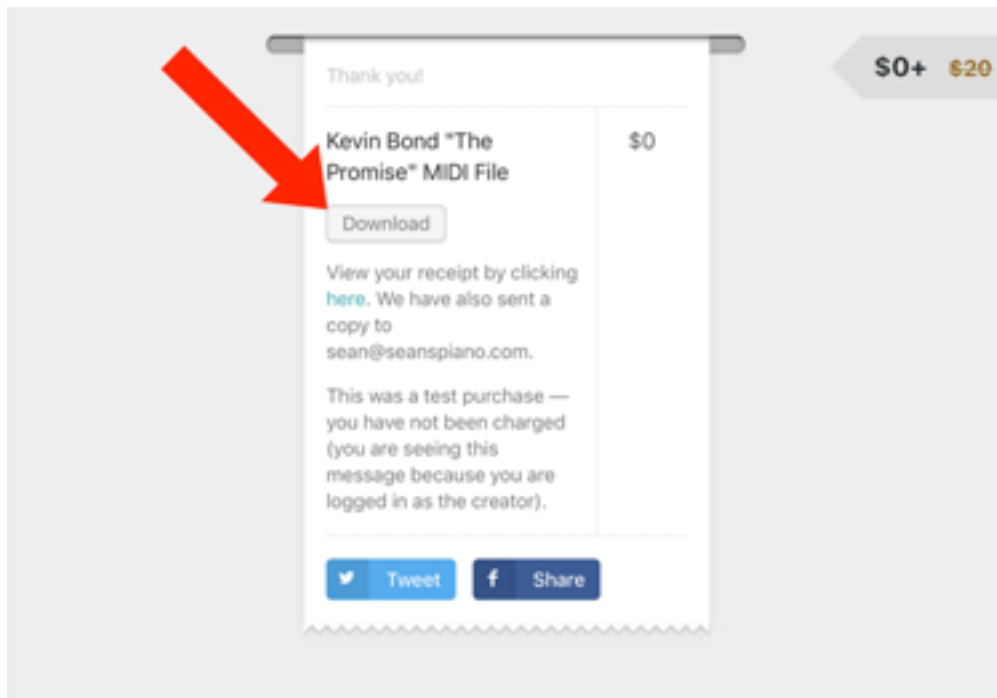 Thank you!
$0+ $20
Kevin Bond "The
Promise" MIDI File
$0
Download
View your receipt by clicking
here. We have also sent a
copy to
sean@seanspiano.com.
This was a test purchase —
you have not been charged
(you are seeing this
message because you are
logged in as the creator).
Tweet
Share